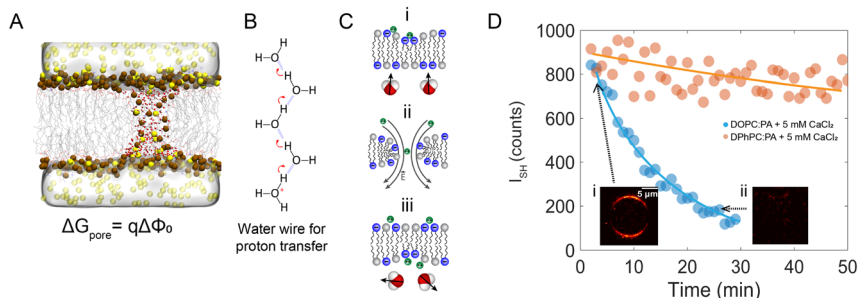 A
ΔG_pore = qΔΦ₀
B
H
H
O
H
H
O
H
H
O
H
H
O
H
H
O
+
H
Water wire for
proton transfer
C
i
ii
E
iii
D
I_SH (counts)
1000
800
600
400
200
0
DOPC:PA + 5 mM CaCl₂
DPhPC:PA + 5 mM CaCl₂
i
5 μm
ii
0
10
20
30
40
50
Time (min)